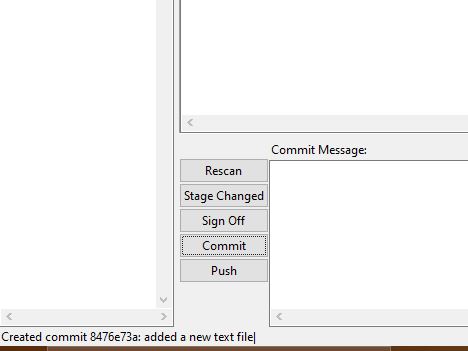 Commit Message:
Rescan
Stage Changed
Sign Off
Commit
Push
Created commit 8476e73a: added a new text file